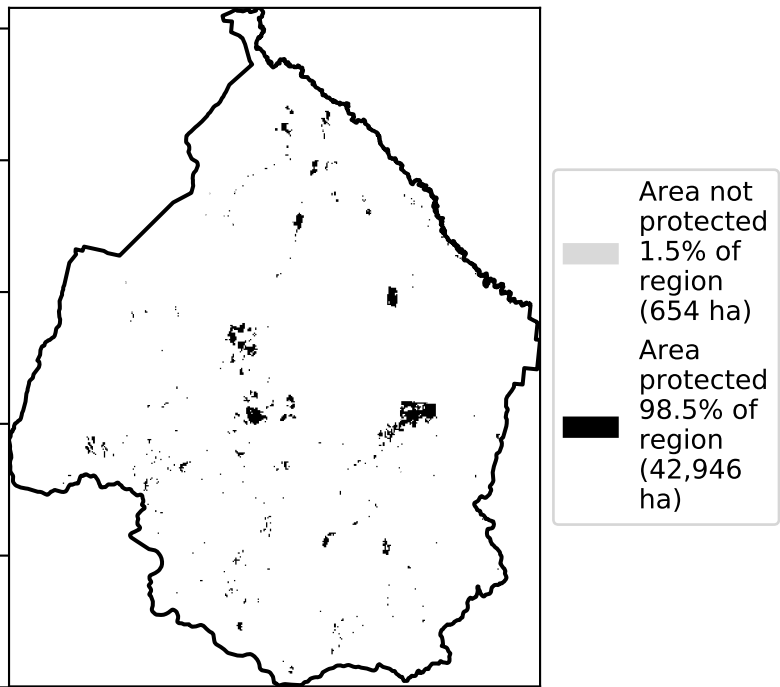 Area not
protected
1.5% of
region
(654 ha)
Area
protected
98.5% of
region
(42,946
ha)